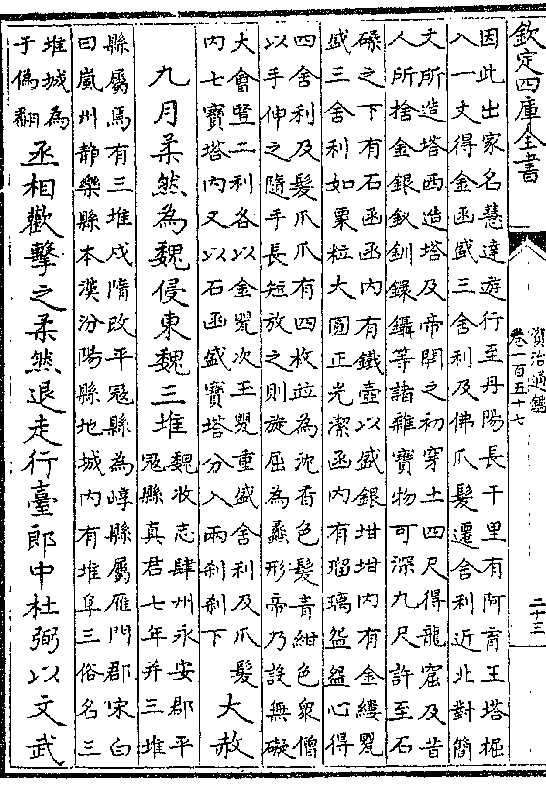 欽定四庫全書
資治通鑑
卷一百五十七
二十三
因此出家名慧達遊行至丹陽長干里有阿育王塔掘
入一丈得金函盛三舍利及佛爪髮遷舍利近北對簡
文所造塔西造塔及帝開之初穿土四尺得龍窟及昔
人所捨金銀釵釧鐶鑷等諸雜寶物可深九尺許至石
磉之下有石函函内有鐵壺以盛銀坩坩内有金縷罌
盛三舍利如粟粒大圓正光潔函内有瑠璃盌盌心得
四舍利及髮爪爪有四枚竝為沈香色髮青紺色衆僧
以手伸之隨手長短放之則旋屈為蠡形帝乃設無礙
大會豎二利各以金罌次王罌重盛舍利及爪髮
内七寶塔内又以石函盛寶塔分入兩刹刹下
大赦
九月柔然為魏侵東魏三堆
魏收志肆州永安郡平
寇縣真君七年并三堆
縣屬焉有三堆戍隋改平寇縣為崞縣屬雁門郡宋白
曰嵐州靜樂縣本漢汾陽縣地城内有堆阜三俗名三
堆城為
于偽翻
丞相歡擊之柔然退走行臺郎中杜弼以文武